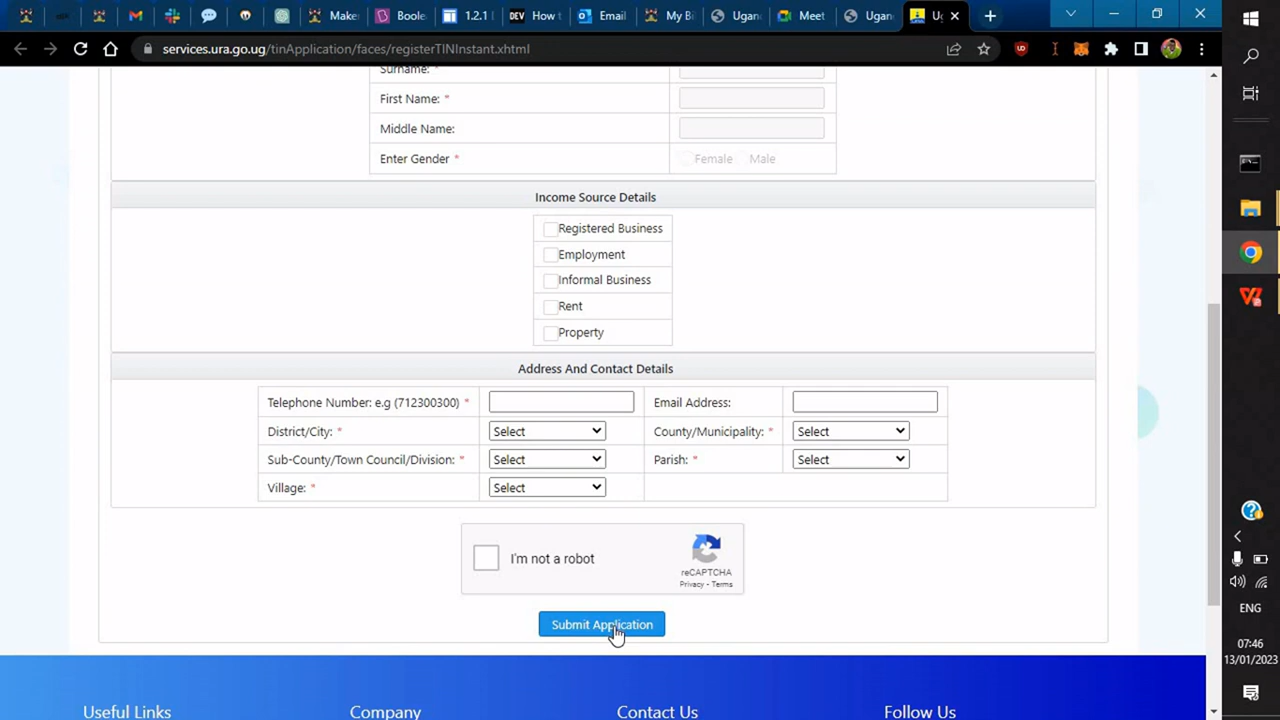 Make
Boole
1.2.1
DEV
How t
Email
My Bi
Ugan
Meet
Ugan
Ug
services.ura.go.ug/tinApplication/faces/registerTINInstant.xhtml
Surname: *
First Name: *
Middle Name:
Enter Gender * Female Male
Income Source Details
Registered Business
Employment
Informal Business
Rent
Property
Address And Contact Details
Telephone Number: e.g (712300300) * Email Address:
District/City: * Select County/Municipality: * Select
Sub-County/Town Council/Division: * Select Parish: * Select
Village: * Select
I'm not a robot
reCAPTCHA
Privacy - Terms
Submit Application
Useful Links Company Contact Us Follow Us
ENG
07:46
13/01/2023